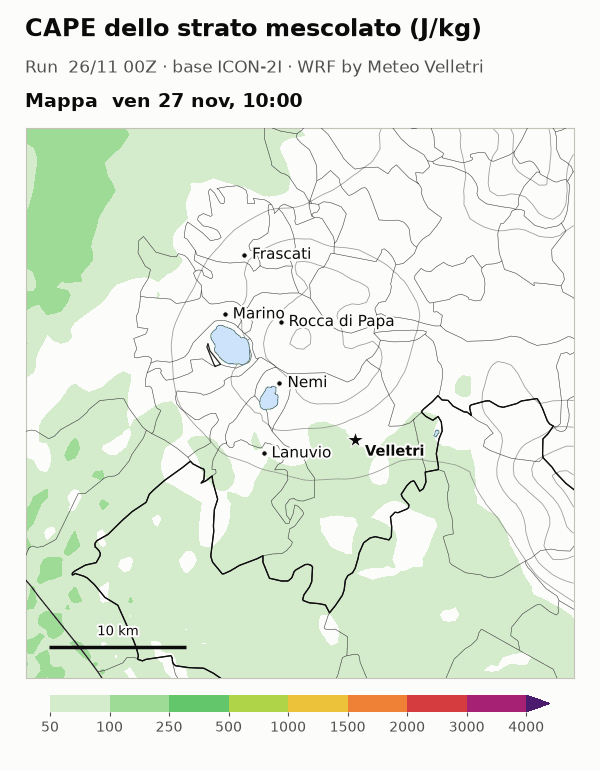 CAPE dello strato mescolato (J/kg)
Run  26/11 00Z · base ICON-2I · WRF by Meteo Velletri
Mappa  ven 27 nov, 10:00
Frascati
Marino
Rocca di Papa
Nemi
Velletri
Lanuvio
10 km
50 100 250 500 1000 1500 2000 3000 4000